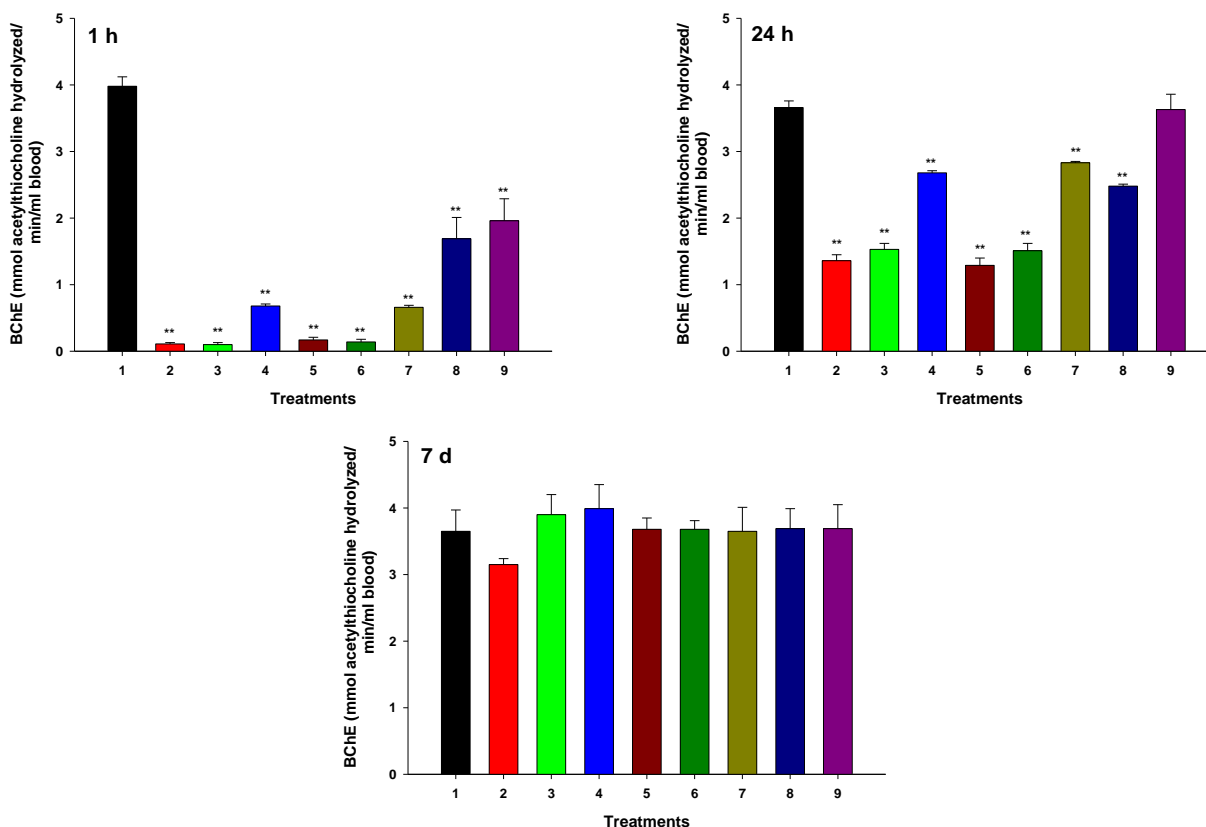 1 h
BChE (mmol acetylthiocholine hydrolyzed/
min/ml blood)
5
4
3
2
1
0
**
**
**
**
**
**
**
**
1 2 3 4 5 6 7 8 9
Treatments
24 h
BChE (mmol acetylthiocholine hydrolyzed/
min/ml blood)
5
4
3
2
1
0
**
**
**
**
**
**
**
1 2 3 4 5 6 7 8 9
Treatments
7 d
BChE (mmol acetylthiocholine hydrolyzed/
min/ml blood)
5
4
3
2
1
0
1 2 3 4 5 6 7 8 9
Treatments